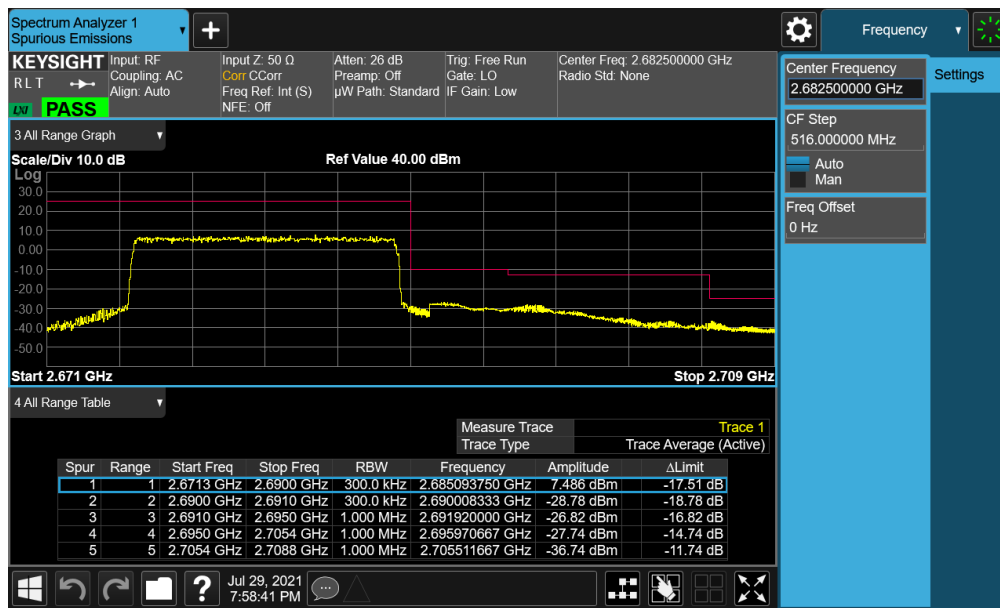 Spectrum Analyzer 1
Spurious Emissions
Frequency
KEYSIGHT
RLT
LXI PASS
Input: RF
Coupling: AC
Align: Auto
Input Z: 50 Ω
Corr CCorr
Freq Ref: Int (S)
NFE: Off
Atten: 26 dB
Preamp: Off
µW Path: Standard
Trig: Free Run
Gate: LO
IF Gain: Low
Center Freq: 2.682500000 GHz
Radio Std: None
Center Frequency
2.682500000 GHz
Settings
CF Step
516.000000 MHz
Auto
Man
Freq Offset
0 Hz
3 All Range Graph
Scale/Div 10.0 dB Ref Value 40.00 dBm
Log
30.0
20.0
10.0
0.00
-10.0
-20.0
-30.0
-40.0
-50.0
Start 2.671 GHz Stop 2.709 GHz
4 All Range Table
Measure Trace Trace 1
Trace Type Trace Average (Active)
Spur Range Start Freq Stop Freq RBW Frequency Amplitude ΔLimit
1 1 2.6713 GHz 2.6900 GHz 300.0 kHz 2.685093750 GHz 7.486 dBm -17.51 dB
2 2 2.6900 GHz 2.6910 GHz 300.0 kHz 2.690008333 GHz -28.78 dBm -18.78 dB
3 3 2.6910 GHz 2.6950 GHz 1.000 MHz 2.691920000 GHz -26.82 dBm -16.82 dB
4 4 2.6950 GHz 2.7054 GHz 1.000 MHz 2.695970667 GHz -27.74 dBm -14.74 dB
5 5 2.7054 GHz 2.7088 GHz 1.000 MHz 2.705511667 GHz -36.74 dBm -11.74 dB
Jul 29, 2021
7:58:41 PM